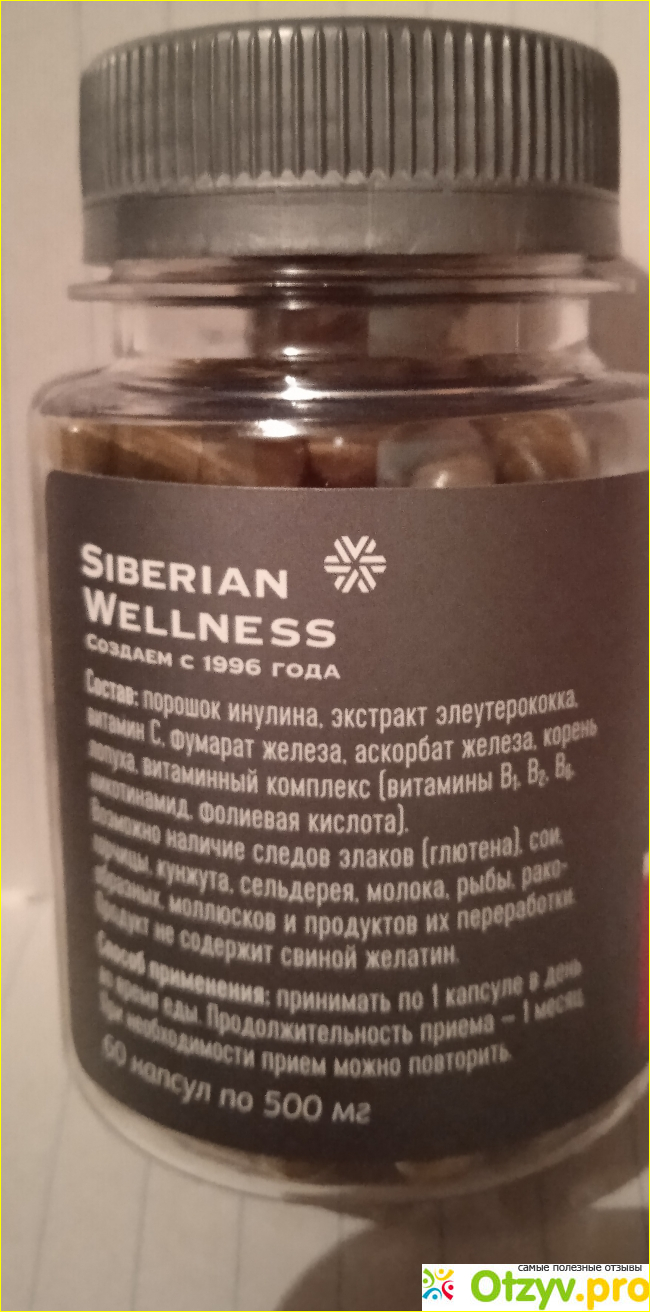 SIBERIAN
WELLNESS
СОЗДАЕМ С 1996 ГОДА
Состав: порошок инулина, экстракт элеутерококка,
витамин С, фумарат железа, аскорбат железа, корень
лопуха, витаминный комплекс (витамины В1, В2, В6,
никотинамид, фолиевая кислота).
Возможно наличие следов злаков (глютена), сои,
горчицы, кунжута, сельдерея, молока, рыбы, рако-
образных, моллюсков и продуктов их переработки.
Продукт не содержит свиной желатин.
Способ применения: принимать по 1 капсуле в день
во время еды. Продолжительность приема – 1 месяц.
При необходимости прием можно повторить.
60 капсул по 500 мг
самые полезные отзывы
Otzyv.pro